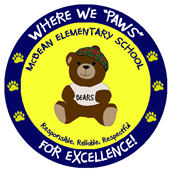 WHERE WE "PAWS"
McBEAN ELEMENTARY SCHOOL
BEARS
Responsible, Reliable, Respectful
FOR EXCELLENCE!